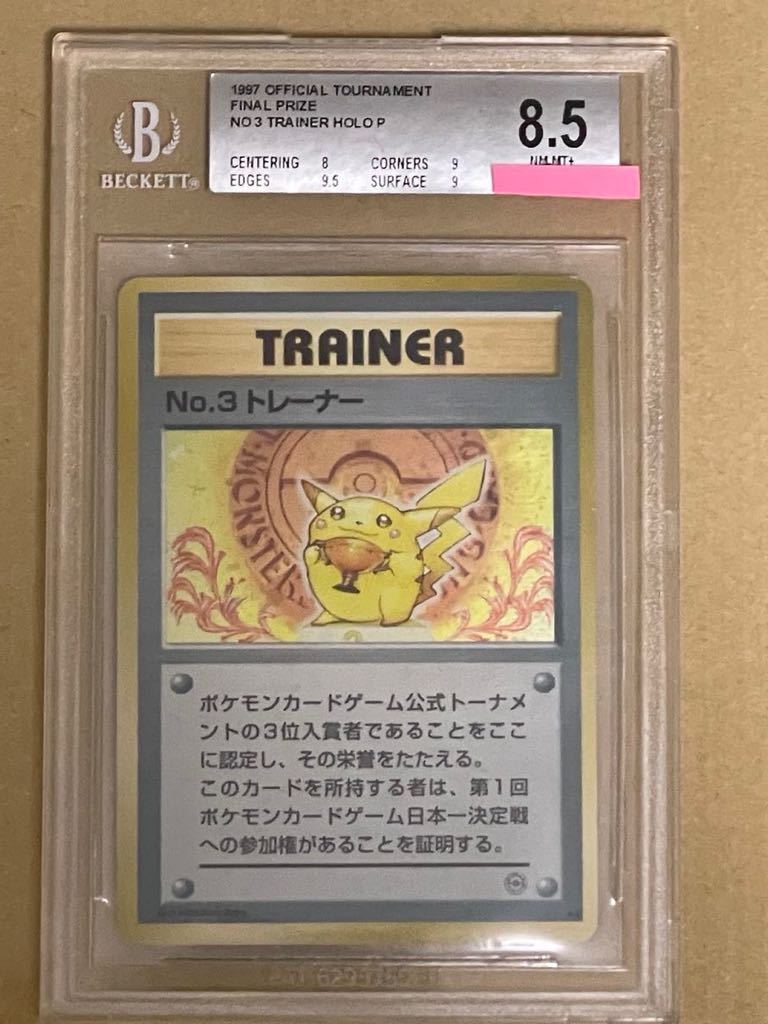 1997 OFFICIAL TOURNAMENT
FINAL PRIZE
NO 3 TRAINER HOLO P
8.5
NM-MT+
CENTERING 8 CORNERS 9
EDGES 9.5 SURFACE 9
B
BECKETT®
TRAINER
No.3 トレーナー
MONSTER
ポケモンカードゲーム公式トーナメ
ントの3位入賞者であることをここ
に認定し、その栄誉をたたえる。
このカードを所持する者は、第1回
ポケモンカードゲーム日本一決定戦
への参加権があることを証明する。